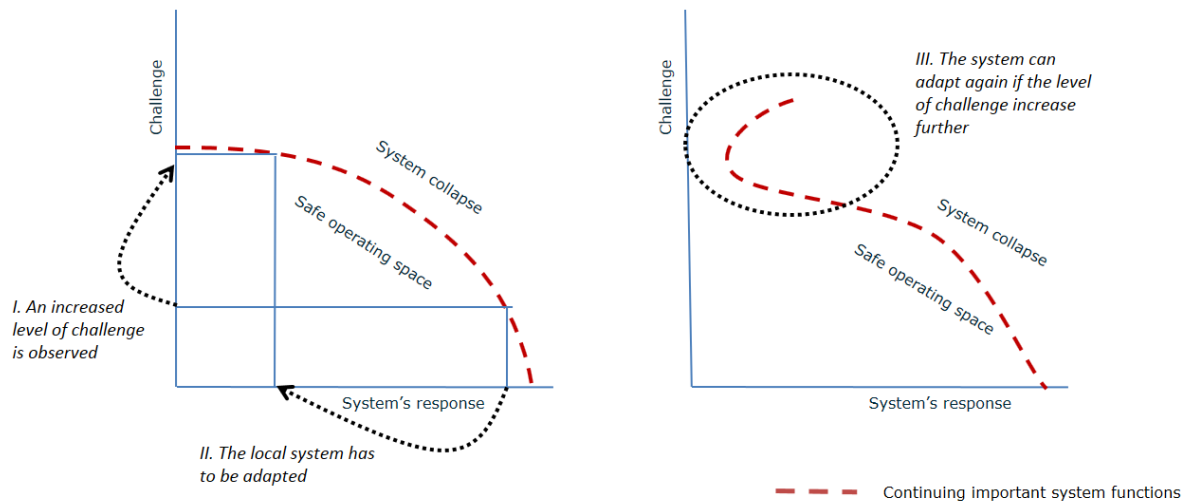 Challenge
System collapse
Safe operating space
I. An increased
level of challenge
is observed
System's response
II. The local system has
to be adapted
Challenge
III. The system can
adapt again if the level
of challenge increase
further
System collapse
Safe operating space
System's response
Continuing important system functions